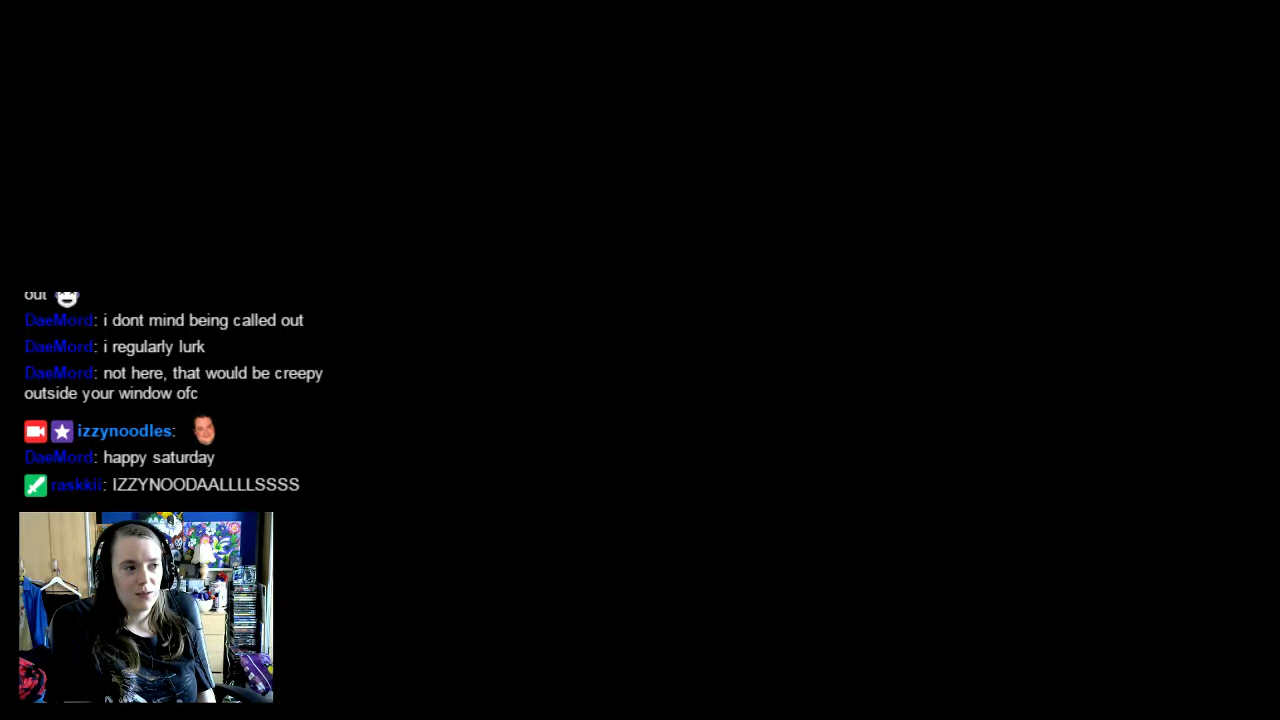 out
DaeMord: i dont mind being called out
DaeMord: i regularly lurk
DaeMord: not here, that would be creepy
outside your window ofc
izzynoodles:
DaeMord: happy saturday
raskkii: IZZYNOODAALLLLSSSS